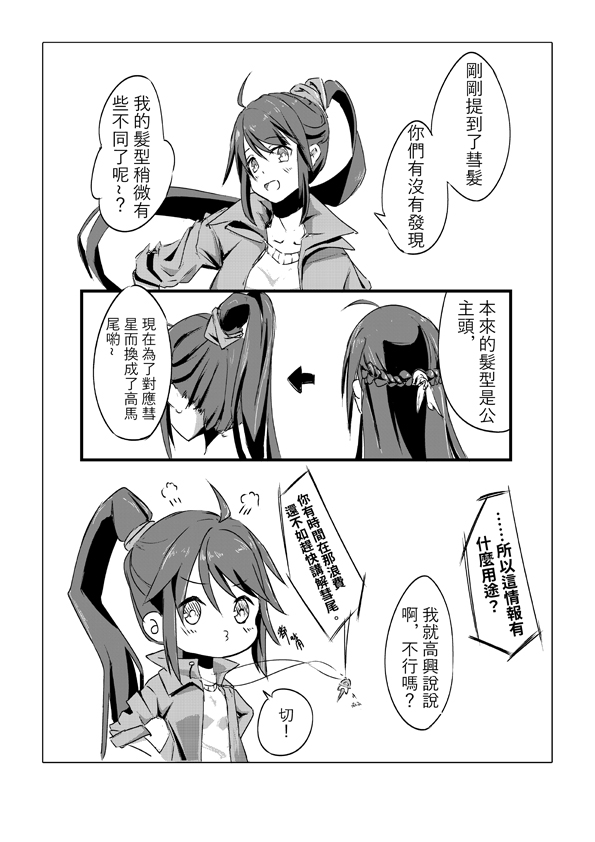 剛剛提到了彗髮
你們有沒有發現
我的髮型稍微有
些不同了呢~？
本來的髮型是公
主頭，
現在為了對應彗
星而換成了高馬
尾喲~
……所以這情報有
什麼用途？
我就高興說說
啊，不行嗎？
你有時間在那浪費
還不如趕快講解彗尾。
切！